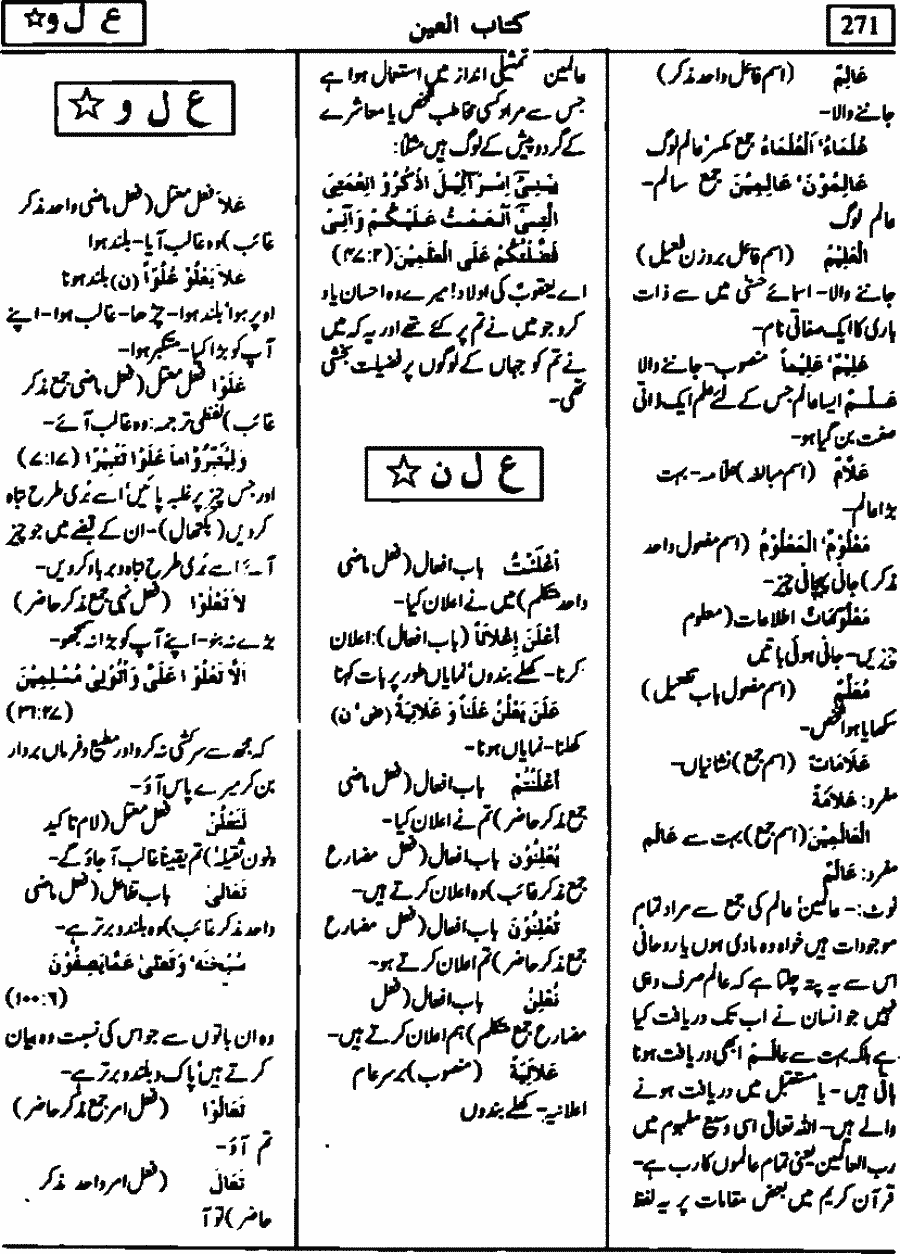 271
کتاب العین
ع ل و☆
عَالِمٌ (اسم فاعل واحد مذکر)
جاننے والا-
عُلَمَاءُ' اَلْعُلَمَاءُ جمع مکسر' عالم لوگ
عَالِمُوْنَ' عَالِمِیْنَ جمع سالم-
عالم لوگ
اَلْعَلِیْمُ (اسم فاعل بروزن فعیل)
جاننے والا- اسمائے حسنٰی میں سے ذات
باری کا ایک صفاتی نام-
عَلِیْمٌ' عَلِیْماً منصوب- جاننے والا
ایسا عالم جس کے لئے علم ایک ذاتی
صفت بن گیا ہو-
عَلَّامُ (اسم مبالغہ) علامہ- بہت
بڑا عالم-
مَعْلُوْمٌ' اَلْمَعْلُوْمُ (اسم مفعول واحد
مذکر) جانی پہچانی چیز-
مَعْلُوْمَاتٌ اطلاعات (معلوم
چیزیں- جانی ہوئی باتیں
مُعَلَّمٌ (اسم مفعول باب تفعیل)
سکھایا ہوا شخص-
عَلَامَات (اسم جمع) نشانیاں-
مفرد: عَلَامَةٌ
اَلْعَالَمِیْنَ (اسم جمع) بہت سے عالَم
مفرد: عَالَمٌ
نوٹ:- عالمین' عالم کی جمع سے مراد تمام
موجودات ہیں خواہ وہ مادی ہوں یا روحانی
اس سے یہ پتہ چلتا ہے کہ عالم صرف وہی
نہیں جو انسان نے اب تک دریافت کیا
ہے بلکہ بہت سے عالَم ابھی دریافت ہونا
باقی ہیں- یا مستقبل میں دریافت ہونے
والے ہیں- اللہ تعالٰی اسی وسیع مفہوم میں
رب العالمین یعنی تمام عالموں کا رب ہے-
قرآن کریم میں بعض مقامات پر یہ لفظ
عالمین تمثیلی انداز میں استعمال ہوا ہے
جس سے مراد کسی مخاطب شخص یا معاشرے
کے گرد و پیش کے لوگ ہیں مثلاً:
یٰبَنِیْٓ اِسْرَآئِیْلَ اذْکُرُوْا نِعْمَتِیَ
الَّتِیْٓ اَنْعَمْتُ عَلَیْکُمْ وَاَنِّیْ
فَضَّلْتُکُمْ عَلَی الْعٰلَمِیْنَ (۲:۴۷)
اے یعقوبؑ کی اولاد! میرے وہ احسان یاد
کرو جو میں نے تم پر کئے تھے اور یہ کہ میں
نے تم کو جہاں کے لوگوں پر فضیلت بخشی
تھی-
ع ل ن ☆
اَعْلَنْتُ باب افعال (فعل ماضی
واحد متکلم) میں نے اعلان کیا-
اَعْلَنَ اِعْلَاناً (باب افعال): اعلان
کرنا- کھلے بندوں' نمایاں طور پر بات کہنا
عَلَنَ یَعْلُنُ عَلَناً وَ عَلَانِیَةً (ض' ن)
کھلنا- نمایاں ہونا-
اَعْلَنْتُمْ باب افعال (فعل ماضی
جمع مذکر حاضر) تم نے اعلان کیا-
یُعْلِنُوْنَ باب افعال (فعل مضارع
جمع مذکر غائب) وہ اعلان کرتے ہیں-
تُعْلِنُوْنَ باب افعال (فعل مضارع
جمع مذکر حاضر) تم اعلان کرتے ہو-
نُعْلِنُ باب افعال (فعل
مضارع جمع متکلم) ہم اعلان کرتے ہیں-
عَلَانِیَةً (منصوب) برسر عام
اعلانیہ- کھلے بندوں
ع ل و ☆
عَلاَ فعل معتل (فعل ماضی واحد مذکر
غائب) وہ غالب آیا- بلند ہوا
عَلاَ یَعْلُوْ عُلُوّاً (ن) بلند ہونا
اوپر ہوا' بلند ہوا- چڑھا- غالب ہوا- اپنے
آپ کو بڑا کیا- متکبر ہوا-
عَلَوْا فعل معتل (فعل ماضی جمع مذکر
غائب) لفظی ترجمہ: وہ غالب آئے-
وَلِیُتَبِّرُوْا مَا عَلَوْا تَتْبِیْرًا (۱۷:۷)
اور جس چیز پر غلبہ پائیں' اسے بُری طرح تباہ
کر دیں (پکتھال)- ان کے قبضے میں جو چیز
آئے اسے بُری طرح تباہ و برباد کر دیں-
لَا تَعْلُوْا (فعل نہی جمع مذکر حاضر)
بڑے نہ بنو- اپنے آپ کو بڑا نہ سمجھو-
اَلَّا تَعْلُوْا عَلَیَّ وَاْتُوْنِیْ مُسْلِمِیْنَ
(۲۷:۳۱)
کہ مجھ سے سرکشی نہ کرو اور مطیع و فرماں بردار
بن کر میرے پاس آؤ-
لَتَعْلُنَّ فعل معتل (لام تاکید
ونون ثقیلہ) تم یقیناً غالب آ جاؤ گے-
تَعَالٰی باب تفاعل (فعل ماضی
واحد مذکر غائب) وہ بلند و برتر ہے-
سُبْحٰنَهٗ وَتَعٰلٰی عَمَّا یَصِفُوْنَ
(۶:۱۰۰)
وہ ان باتوں سے جو اس کی نسبت وہ بیان
کرتے ہیں' پاک و بلند و برتر ہے-
تَعَالَوْا (فعل امر جمع مذکر حاضر)
تم آؤ-
تَعَالَ (فعل امر واحد مذکر
حاضر) تو آ